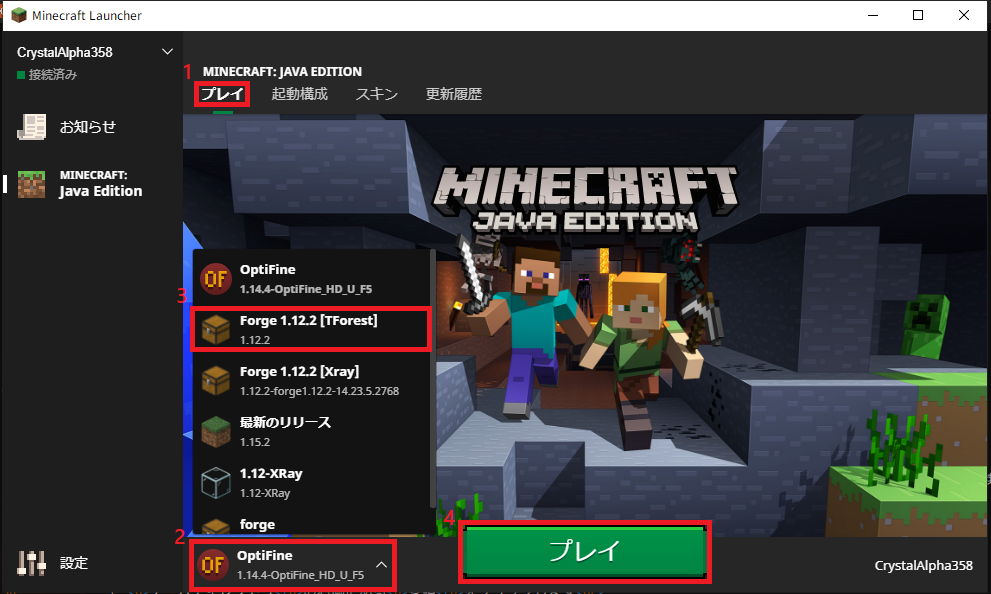 Minecraft Launcher
CrystalAlpha358
接続済み
お知らせ
MINECRAFT:
Java Edition
設定
1
MINECRAFT: JAVA EDITION
プレイ 起動構成 スキン 更新履歴
MINECRAFT
JAVA EDITION
OF
OptiFine
1.14.4-OptiFine_HD_U_F5
3
Forge 1.12.2 [TForest]
1.12.2
Forge 1.12.2 [Xray]
1.12.2-forge1.12.2-14.23.5.2768
最新のリリース
1.15.2
1.12-XRay
1.12-XRay
forge
2
OF
OptiFine
1.14.4-OptiFine_HD_U_F5
4
プレイ
CrystalAlpha358